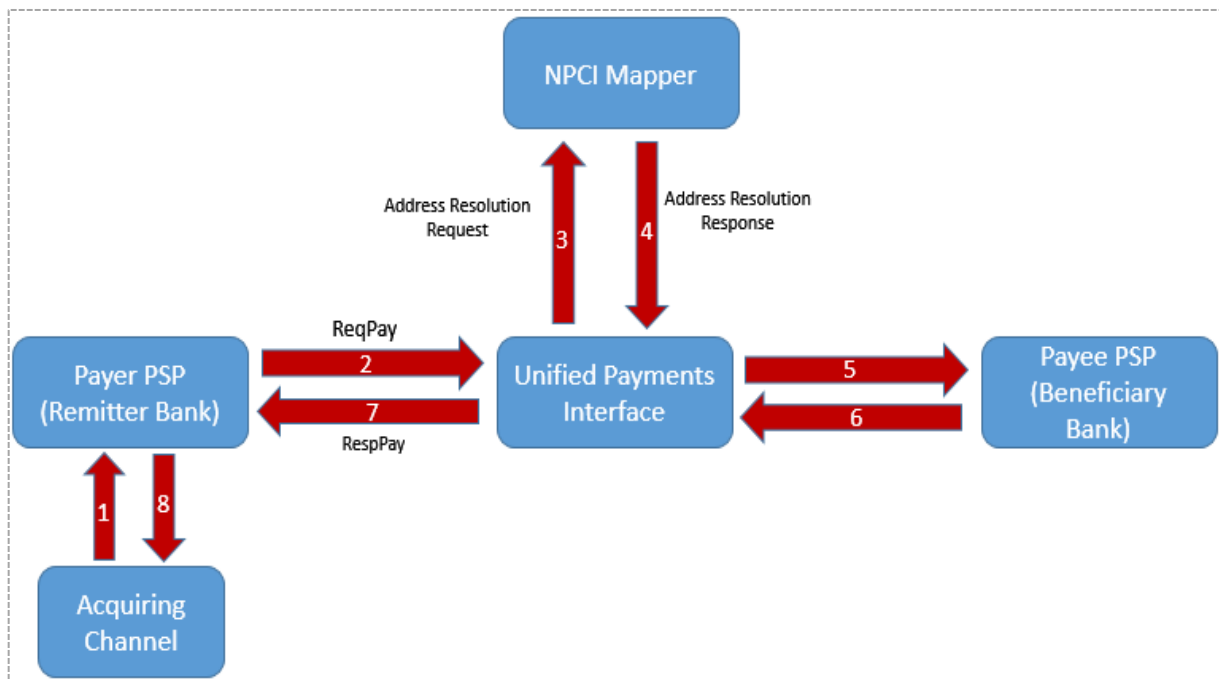 NPCI Mapper
Address Resolution
Request
3
4
Address Resolution
Response
ReqPay
2
7
RespPay
Payer PSP
(Remitter Bank)
Unified Payments
Interface
5
6
Payee PSP
(Beneficiary
Bank)
1
8
Acquiring
Channel